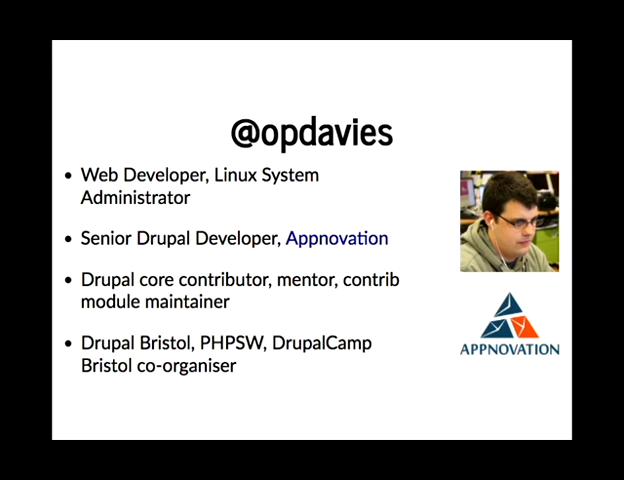 @opdavies
• Web Developer, Linux System
Administrator
• Senior Drupal Developer, Appnovation
• Drupal core contributor, mentor, contrib
module maintainer
• Drupal Bristol, PHPSW, DrupalCamp
Bristol co-organiser
APPNOVATION